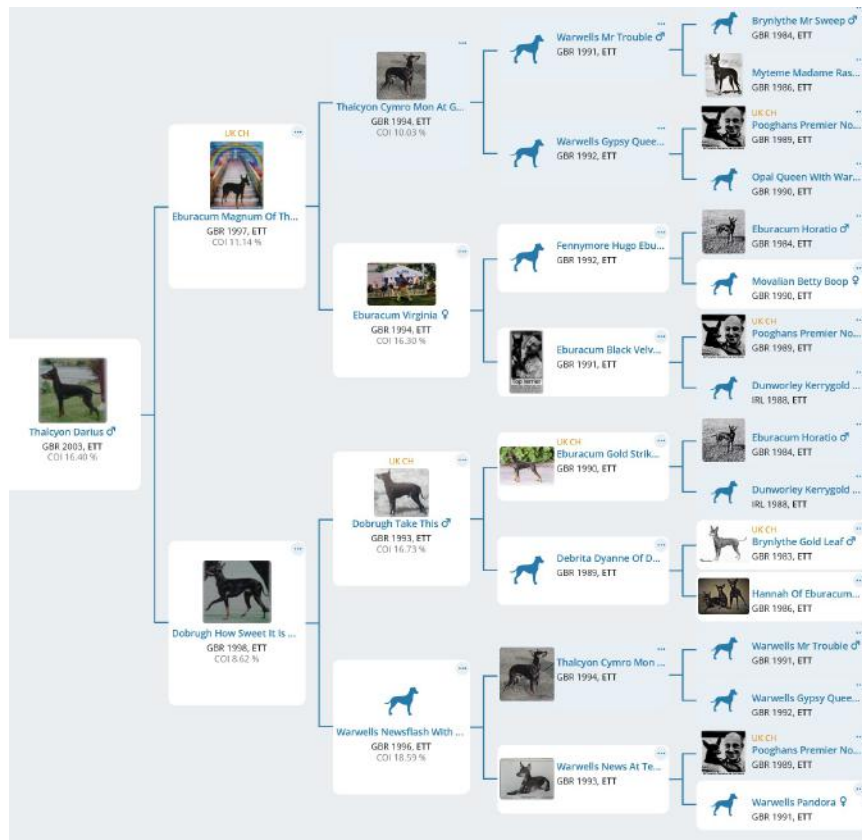 Thalcyon Darius ♂
GBR 2003, ETT
COI 16.40 %
UK CH
Eburacum Magnum Of Th...
GBR 1997, ETT
COI 11.14 %
Dobrugh How Sweet It Is ...
GBR 1998, ETT
COI 8.62 %
Thalcyon Cymro Mon At G...
GBR 1994, ETT
COI 10.03 %
Eburacum Virginia ♀
GBR 1994, ETT
COI 16.30 %
UK CH
Dobrugh Take This ♂
GBR 1993, ETT
COI 16.73 %
Warwells Newsflash With ...
GBR 1996, ETT
COI 18.59 %
Warwells Mr Trouble ♂
GBR 1991, ETT
Warwells Gypsy Quee...
GBR 1992, ETT
Fennymore Hugo Ebu...
GBR 1992, ETT
Eburacum Black Velv...
GBR 1991, ETT
UK CH
Eburacum Gold Strik...
GBR 1990, ETT
Debrita Dyanne Of D...
GBR 1989, ETT
Thalcyon Cymro Mon ...
GBR 1994, ETT
Warwells News At Te...
GBR 1993, ETT
Brynlythe Mr Sweep ♂
GBR 1984, ETT
Myteme Madame Ras...
GBR 1986, ETT
UK CH
Pooghans Premier No...
GBR 1989, ETT
Opal Queen With War...
GBR 1990, ETT
Eburacum Horatio ♂
GBR 1984, ETT
Movalian Betty Boop ♀
GBR 1990, ETT
UK CH
Pooghans Premier No...
GBR 1989, ETT
Dunworley Kerrygold ...
IRL 1988, ETT
Eburacum Horatio ♂
GBR 1984, ETT
Dunworley Kerrygold ...
IRL 1988, ETT
UK CH
Brynlythe Gold Leaf ♂
GBR 1983, ETT
Hannah Of Eburacum...
GBR 1986, ETT
Warwells Mr Trouble ♂
GBR 1991, ETT
Warwells Gypsy Quee...
GBR 1992, ETT
UK CH
Pooghans Premier No...
GBR 1989, ETT
Warwells Pandora ♀
GBR 1991, ETT